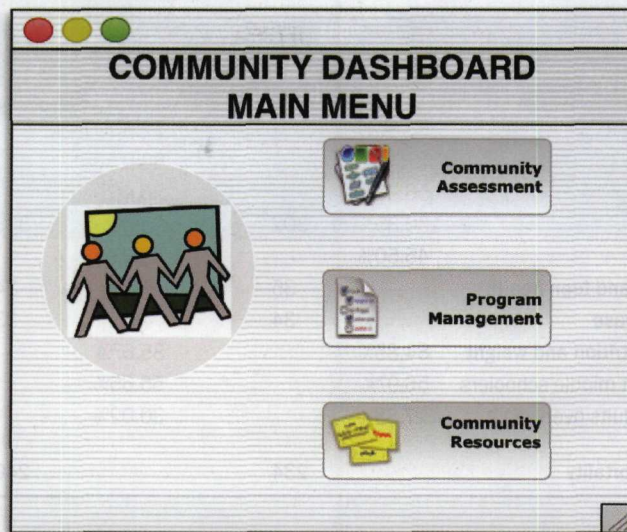 COMMUNITY DASHBOARD
MAIN MENU
Community
Assessment
Program
Management
Community
Resources